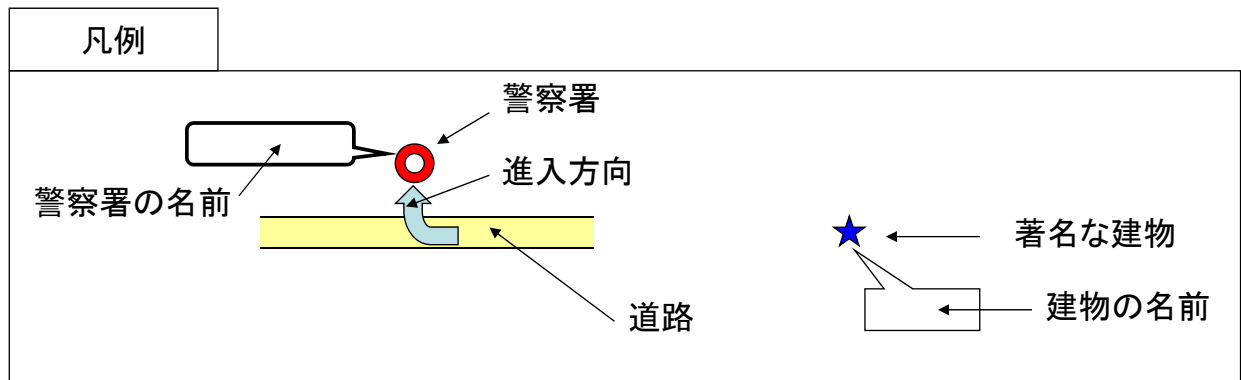 凡例
警察署
進入方向
警察署の名前
著名な建物
建物の名前
道路